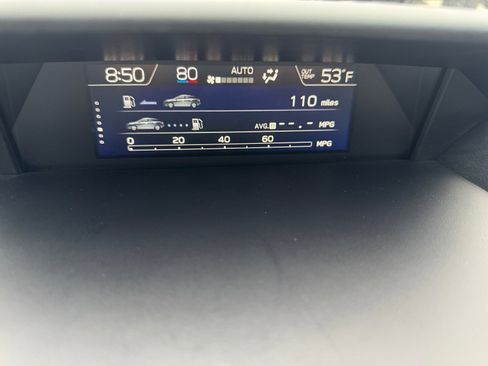 8:50 80 AUTO OUT TEMP 53°F
110 miles
AVG. B --.- MPG
0 20 40 60 MPG